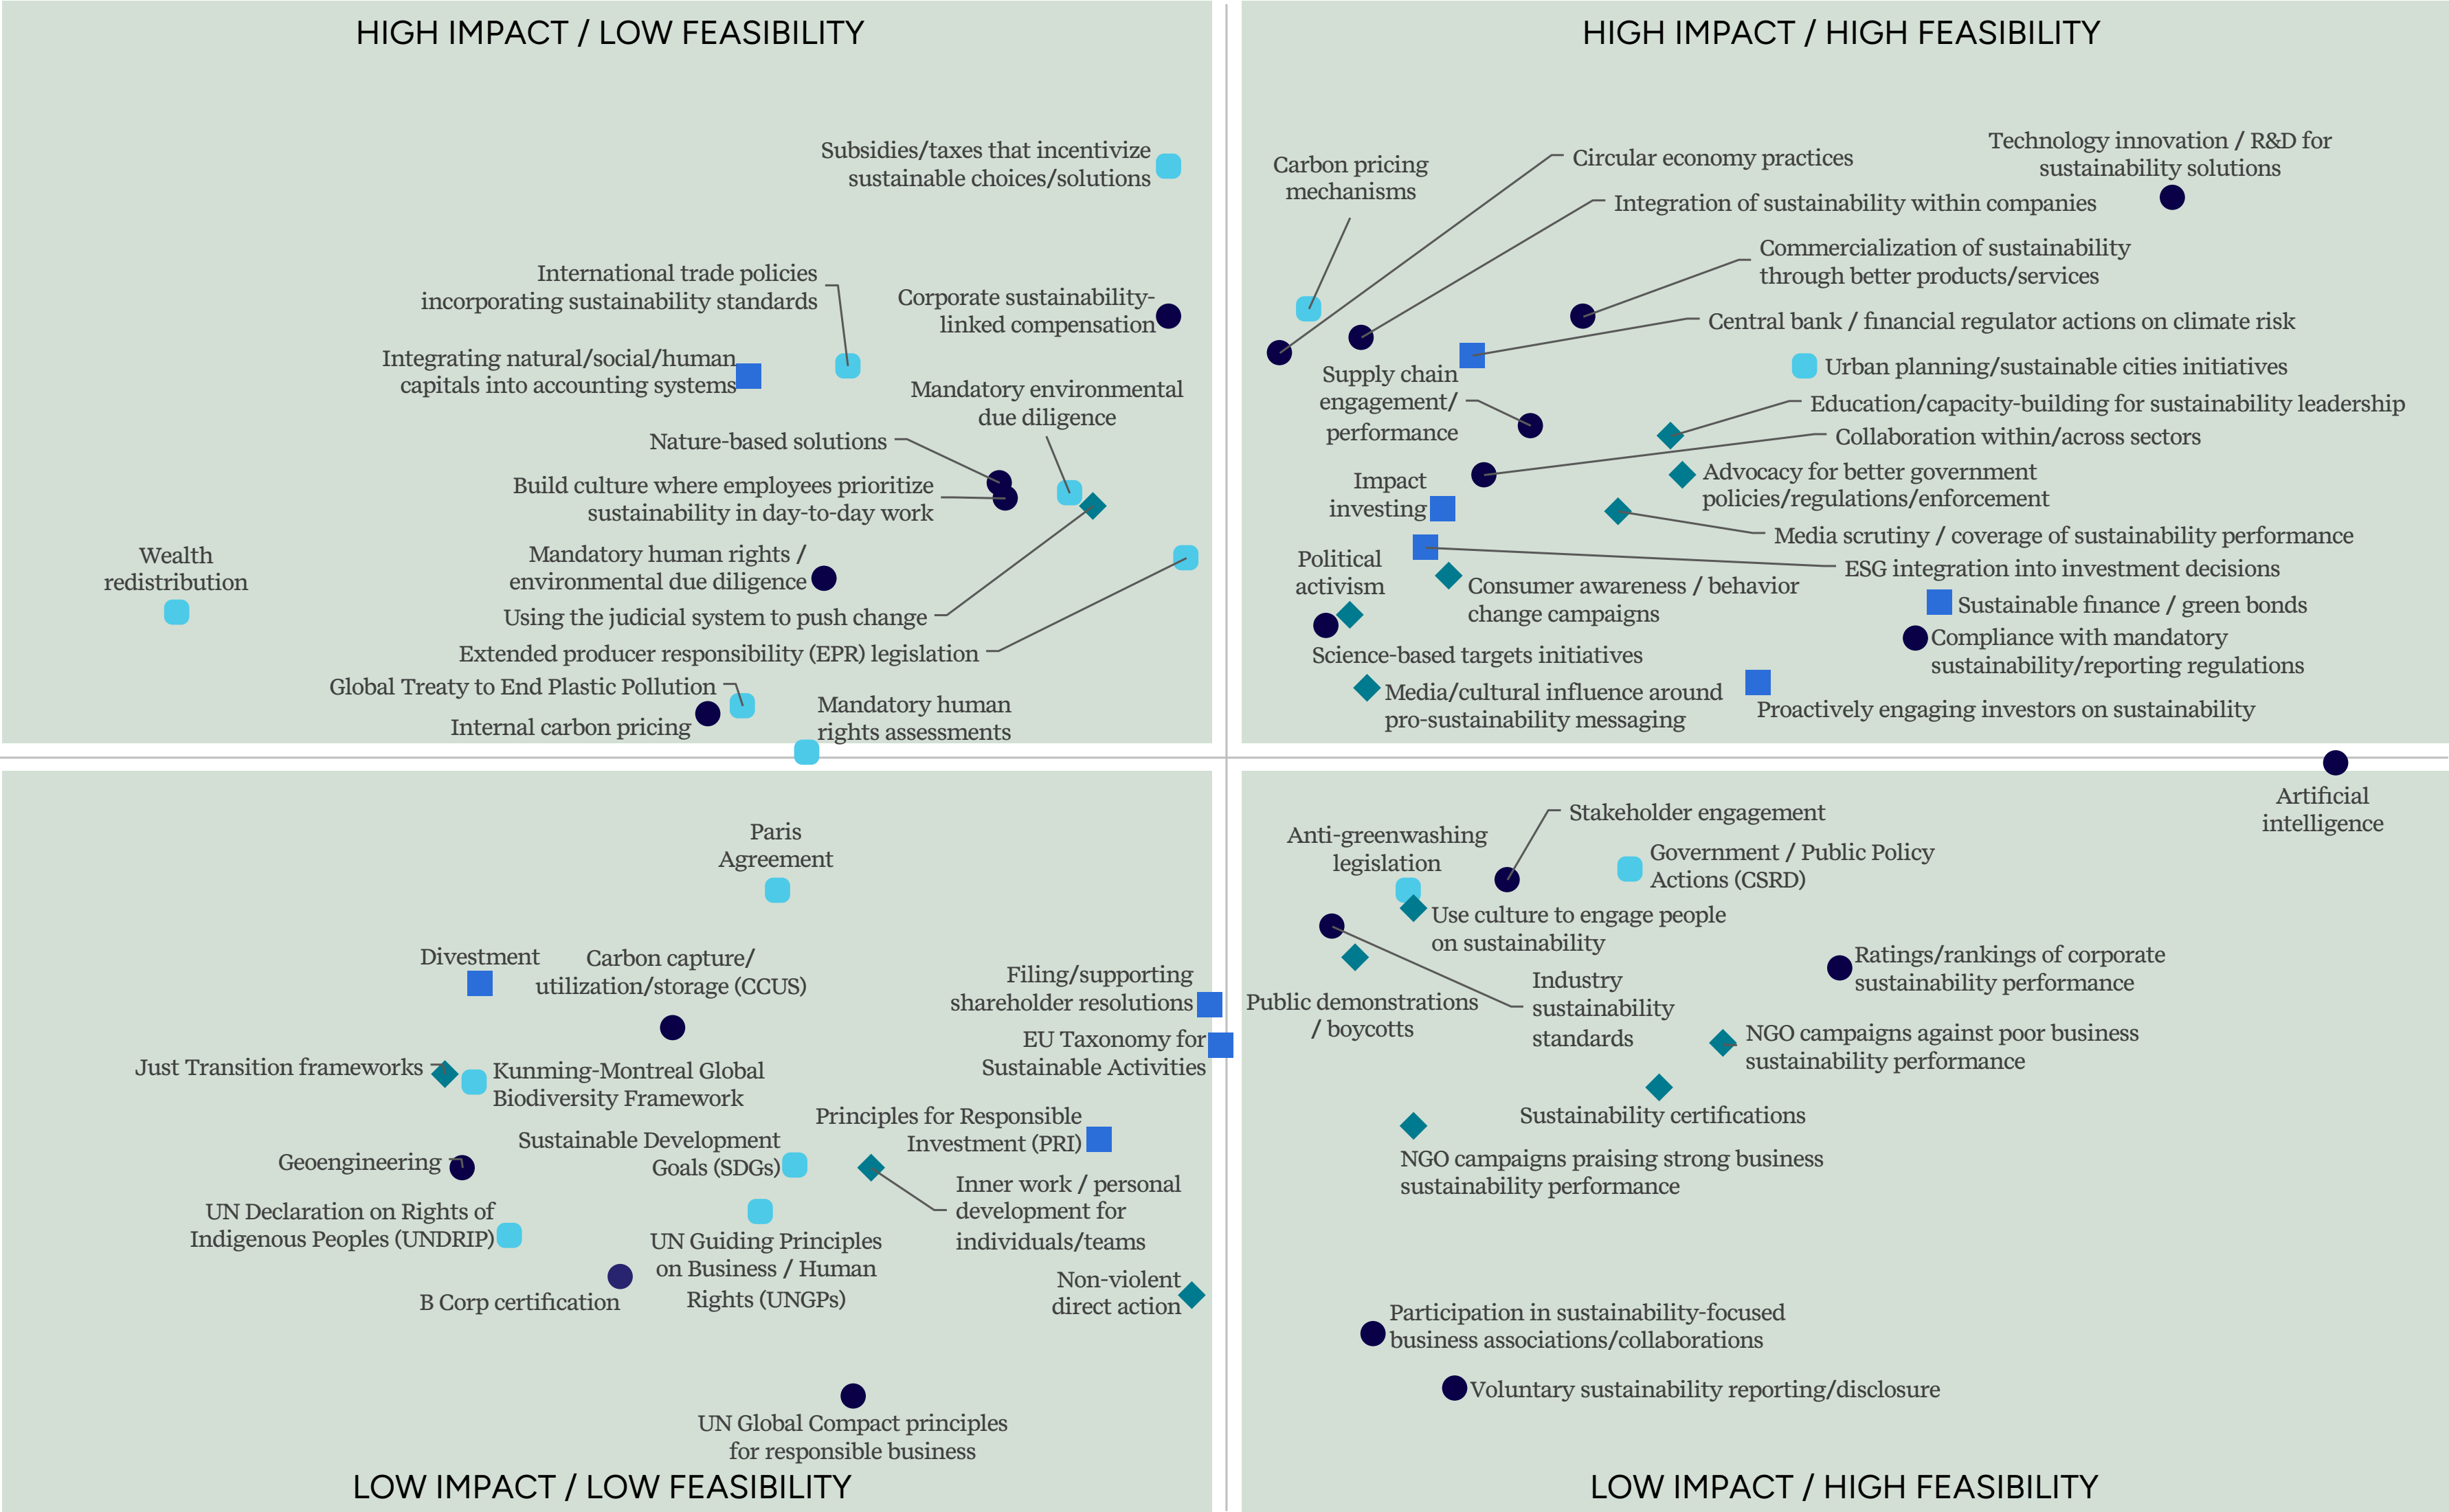 HIGH IMPACT / LOW FEASIBILITY
Subsidies/taxes that incentivize
sustainable choices/solutions
International trade policies
incorporating sustainability standards
Corporate sustainability-
linked compensation
Integrating natural/social/human
capitals into accounting systems
Mandatory environmental
due diligence
Nature-based solutions
Build culture where employees prioritize
sustainability in day-to-day work
Wealth
redistribution
Mandatory human rights /
environmental due diligence
Using the judicial system to push change
Extended producer responsibility (EPR) legislation
Global Treaty to End Plastic Pollution
Internal carbon pricing
Mandatory human
rights assessments
HIGH IMPACT / HIGH FEASIBILITY
Carbon pricing
mechanisms
Circular economy practices
Technology innovation / R&D for
sustainability solutions
Integration of sustainability within companies
Commercialization of sustainability
through better products/services
Central bank / financial regulator actions on climate risk
Supply chain
engagement/
performance
Urban planning/sustainable cities initiatives
Education/capacity-building for sustainability leadership
Collaboration within/across sectors
Impact
investing
Advocacy for better government
policies/regulations/enforcement
Media scrutiny / coverage of sustainability performance
Political
activism
ESG integration into investment decisions
Consumer awareness / behavior
change campaigns
Sustainable finance / green bonds
Compliance with mandatory
sustainability/reporting regulations
Science-based targets initiatives
Media/cultural influence around
pro-sustainability messaging
Proactively engaging investors on sustainability
Artificial
intelligence
Paris
Agreement
Divestment
Carbon capture/
utilization/storage (CCUS)
Filing/supporting
shareholder resolutions
EU Taxonomy for
Sustainable Activities
Just Transition frameworks
Kunming-Montreal Global
Biodiversity Framework
Principles for Responsible
Investment (PRI)
Sustainable Development
Goals (SDGs)
Geoengineering
Inner work / personal
development for
individuals/teams
UN Declaration on Rights of
Indigenous Peoples (UNDRIP)
UN Guiding Principles
on Business / Human
Rights (UNGPs)
B Corp certification
Non-violent
direct action
UN Global Compact principles
for responsible business
LOW IMPACT / LOW FEASIBILITY
Stakeholder engagement
Anti-greenwashing
legislation
Government / Public Policy
Actions (CSRD)
Use culture to engage people
on sustainability
Ratings/rankings of corporate
sustainability performance
Industry
sustainability
standards
Public demonstrations
/ boycotts
NGO campaigns against poor business
sustainability performance
Sustainability certifications
NGO campaigns praising strong business
sustainability performance
Participation in sustainability-focused
business associations/collaborations
Voluntary sustainability reporting/disclosure
LOW IMPACT / HIGH FEASIBILITY